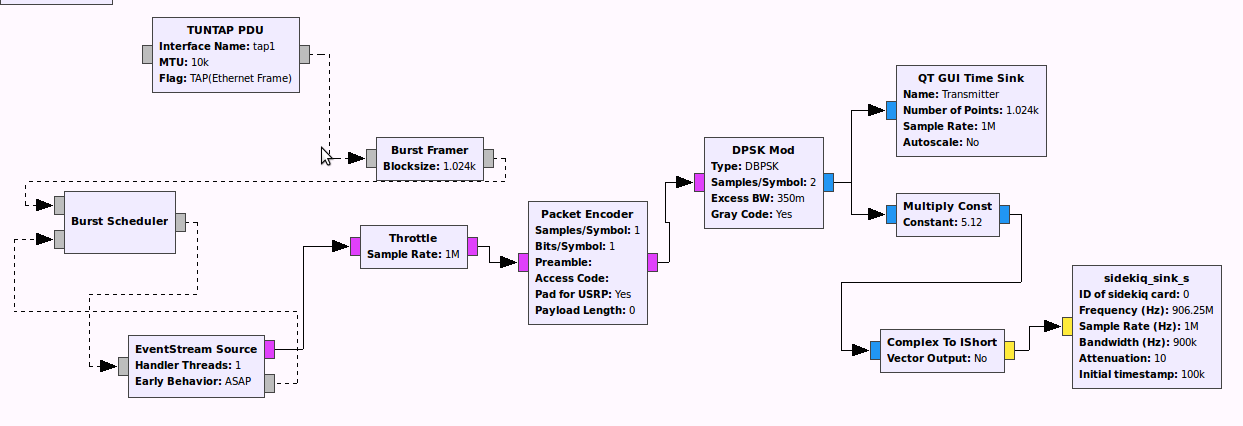 TUNTAP PDU
Interface Name: tap1
MTU: 10k
Flag: TAP(Ethernet Frame)
Burst Framer
Blocksize: 1.024k
Burst Scheduler
EventStream Source
Handler Threads: 1
Early Behavior: ASAP
Throttle
Sample Rate: 1M
Packet Encoder
Samples/Symbol: 1
Bits/Symbol: 1
Preamble:
Access Code:
Pad for USRP: Yes
Payload Length: 0
DPSK Mod
Type: DBPSK
Samples/Symbol: 2
Excess BW: 350m
Gray Code: Yes
QT GUI Time Sink
Name: Transmitter
Number of Points: 1.024k
Sample Rate: 1M
Autoscale: No
Multiply Const
Constant: 5.12
Complex To IShort
Vector Output: No
sidekiq_sink_s
ID of sidekiq card: 0
Frequency (Hz): 906.25M
Sample Rate (Hz): 1M
Bandwidth (Hz): 900k
Attenuation: 10
Initial timestamp: 100k